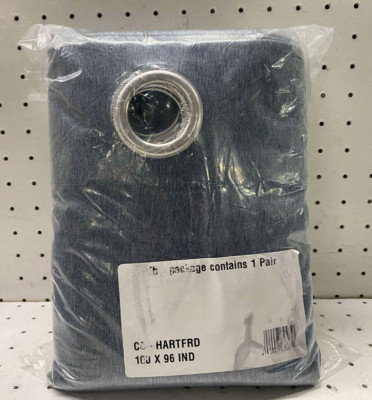 package contains 1 Pair
HARTFRD
100 X 96 IND